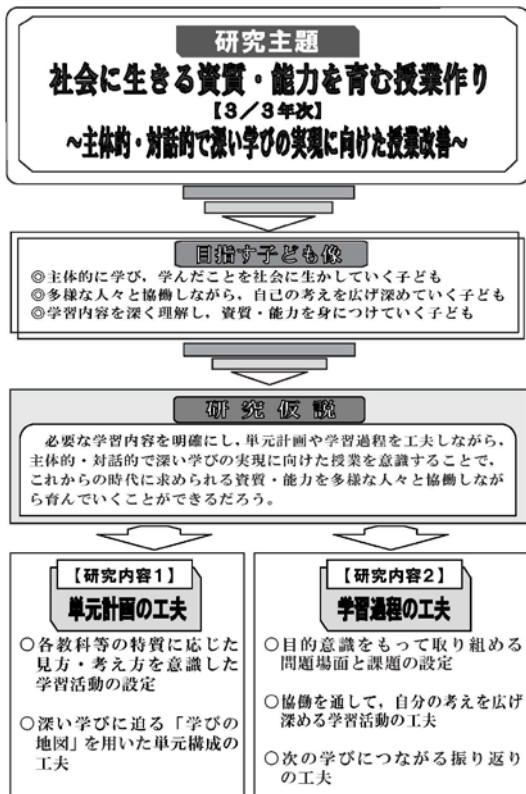 研究主題
社会に生きる資質・能力を育む授業作り
【3/3年次】
～主体的・対話的で深い学びの実現に向けた授業改善～
目指す子ども像
◎主体的に学び，学んだことを社会に生かしていく子ども
◎多様な人々と協働しながら，自己の考えを広げ深めていく子ども
◎学習内容を深く理解し，資質・能力を身につけていく子ども
研究仮説
必要な学習内容を明確にし，単元計画や学習過程を工夫しながら，
主体的・対話的で深い学びの実現に向けた授業を意識することで，
これからの時代に求められる資質・能力を多様な人々と協働しなが
ら育んでいくことができるだろう。
【研究内容1】
単元計画の工夫
○各教科等の特質に応じた
見方・考え方を意識した
学習活動の設定
○深い学びに迫る「学びの
地図」を用いた単元構成の
工夫
【研究内容2】
学習過程の工夫
○目的意識をもって取り組める
問題場面と課題の設定
○協働を通して，自分の考えを広げ
深める学習活動の工夫
○次の学びにつながる振り返り
の工夫